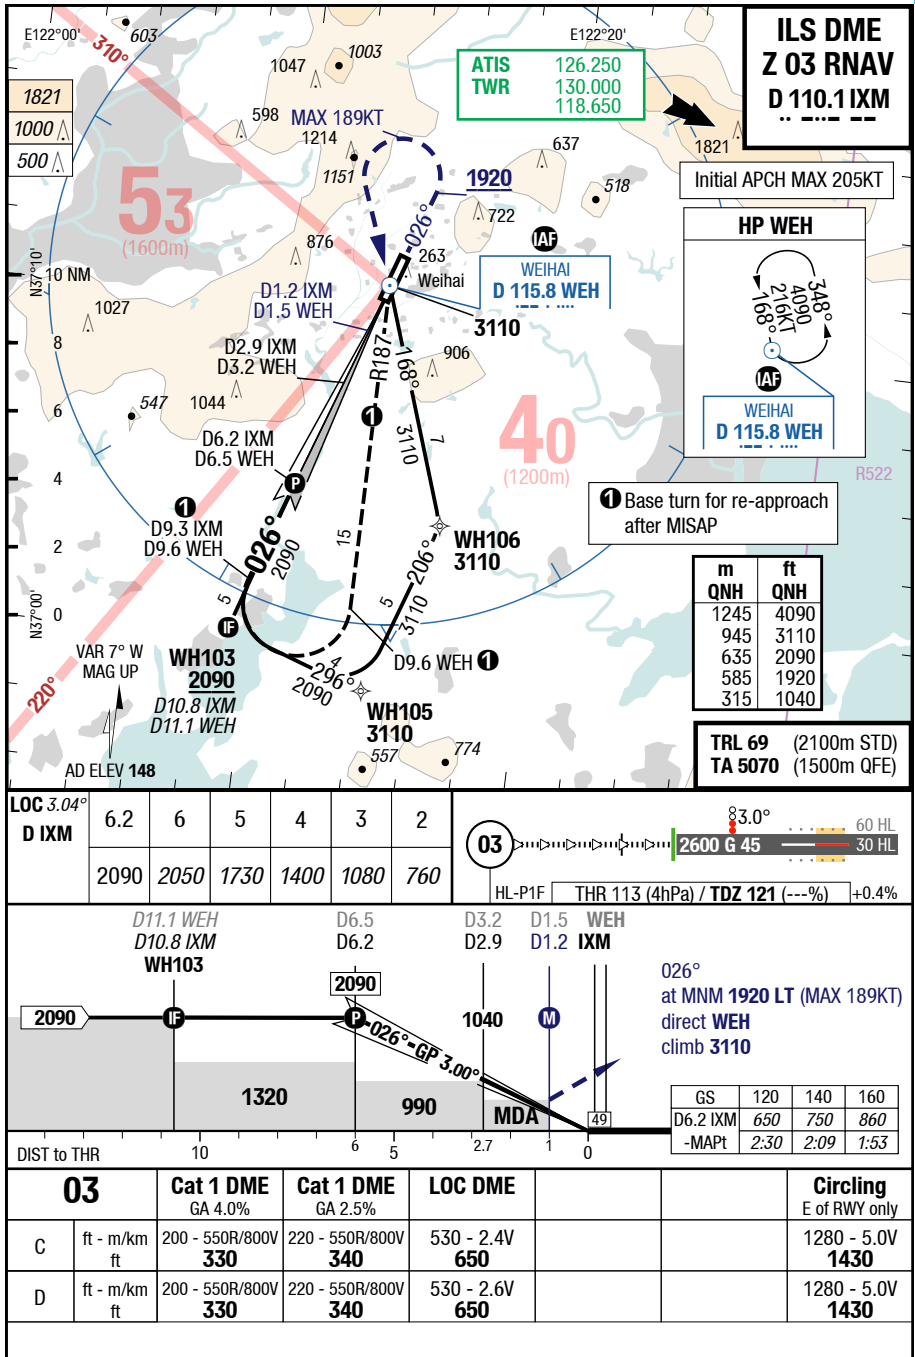 E122°00'
603
310°
1003
1047
E122°20'
ATIS 126.250
TWR 130.000
118.650
ILS DME
Z 03 RNAV
D 110.1 IXM
1821
1000
500
598
MAX 189KT
1214
1151
637
1821
518
Initial APCH MAX 205KT
53
(1600m)
1920
722
876
026°
263
Weihai
IAF
WEIHAI
D 115.8 WEH
HP WEH
348°
4090
216KT
168°
IAF
WEIHAI
D 115.8 WEH
N37°10'
10 NM
D1.2 IXM
D1.5 WEH
3110
1027
8
D2.9 IXM
D3.2 WEH
R187
168°
906
547
1044
6
1
3110
7
40
(1200m)
D6.2 IXM
D6.5 WEH
P
4
R522
1
D9.3 IXM
D9.6 WEH
1 Base turn for re-approach
after MISAP
026°
2090
15
WH106
3110
2
206°
3110
5
m ft
QNH QNH
1245 4090
945 3110
635 2090
585 1920
315 1040
N37°00'
0
5
IF
VAR 7° W
MAG UP
WH103
2090
D10.8 IXM
D11.1 WEH
4
296°
2090
D9.6 WEH 1
WH105
3110
220°
557
774
AD ELEV 148
TRL 69 (2100m STD)
TA 5070 (1500m QFE)
LOC 3.04°
D IXM
6.2 6 5 4 3 2
2090 2050 1730 1400 1080 760
03
3.0°
2600 G 45
60 HL
30 HL
HL-P1F
THR 113 (4hPa) / TDZ 121 (---%)
+0.4%
D11.1 WEH D6.5 D3.2 D1.5 WEH
D10.8 IXM D6.2 D2.9 D1.2 IXM
WH103
2090
026°
at MNM 1920 LT (MAX 189KT)
direct WEH
climb 3110
2090
IF
P
1040
M
026°-GP 3.00°
1320
990
MDA
49
GS 120 140 160
D6.2 IXM 650 750 860
-MAPt 2:30 2:09 1:53
DIST to THR 10 6 5 2.7 1 0
03 Cat 1 DME Cat 1 DME LOC DME Circling
GA 4.0% GA 2.5% E of RWY only
C ft - m/km 200 - 550R/800V 220 - 550R/800V 530 - 2.4V 1280 - 5.0V
ft 330 340 650 1430
D ft - m/km 200 - 550R/800V 220 - 550R/800V 530 - 2.6V 1280 - 5.0V
ft 330 340 650 1430